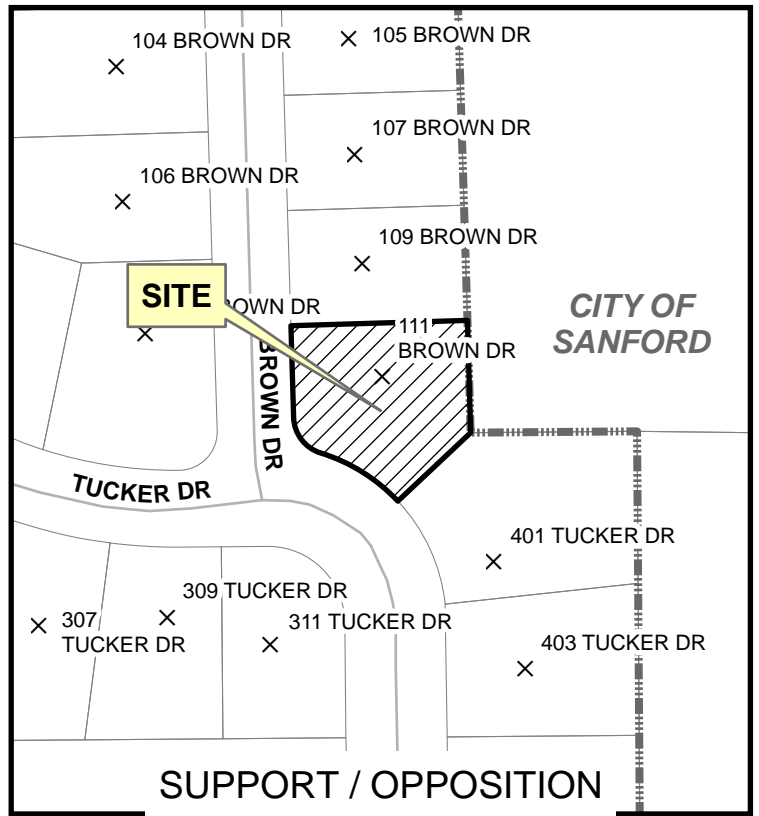 104 BROWN DR
105 BROWN DR
107 BROWN DR
106 BROWN DR
109 BROWN DR
SITE
OWN DR
111
BROWN DR
CITY OF
SANFORD
BROWN DR
TUCKER DR
401 TUCKER DR
309 TUCKER DR
307
TUCKER DR
311 TUCKER DR
403 TUCKER DR
SUPPORT / OPPOSITION